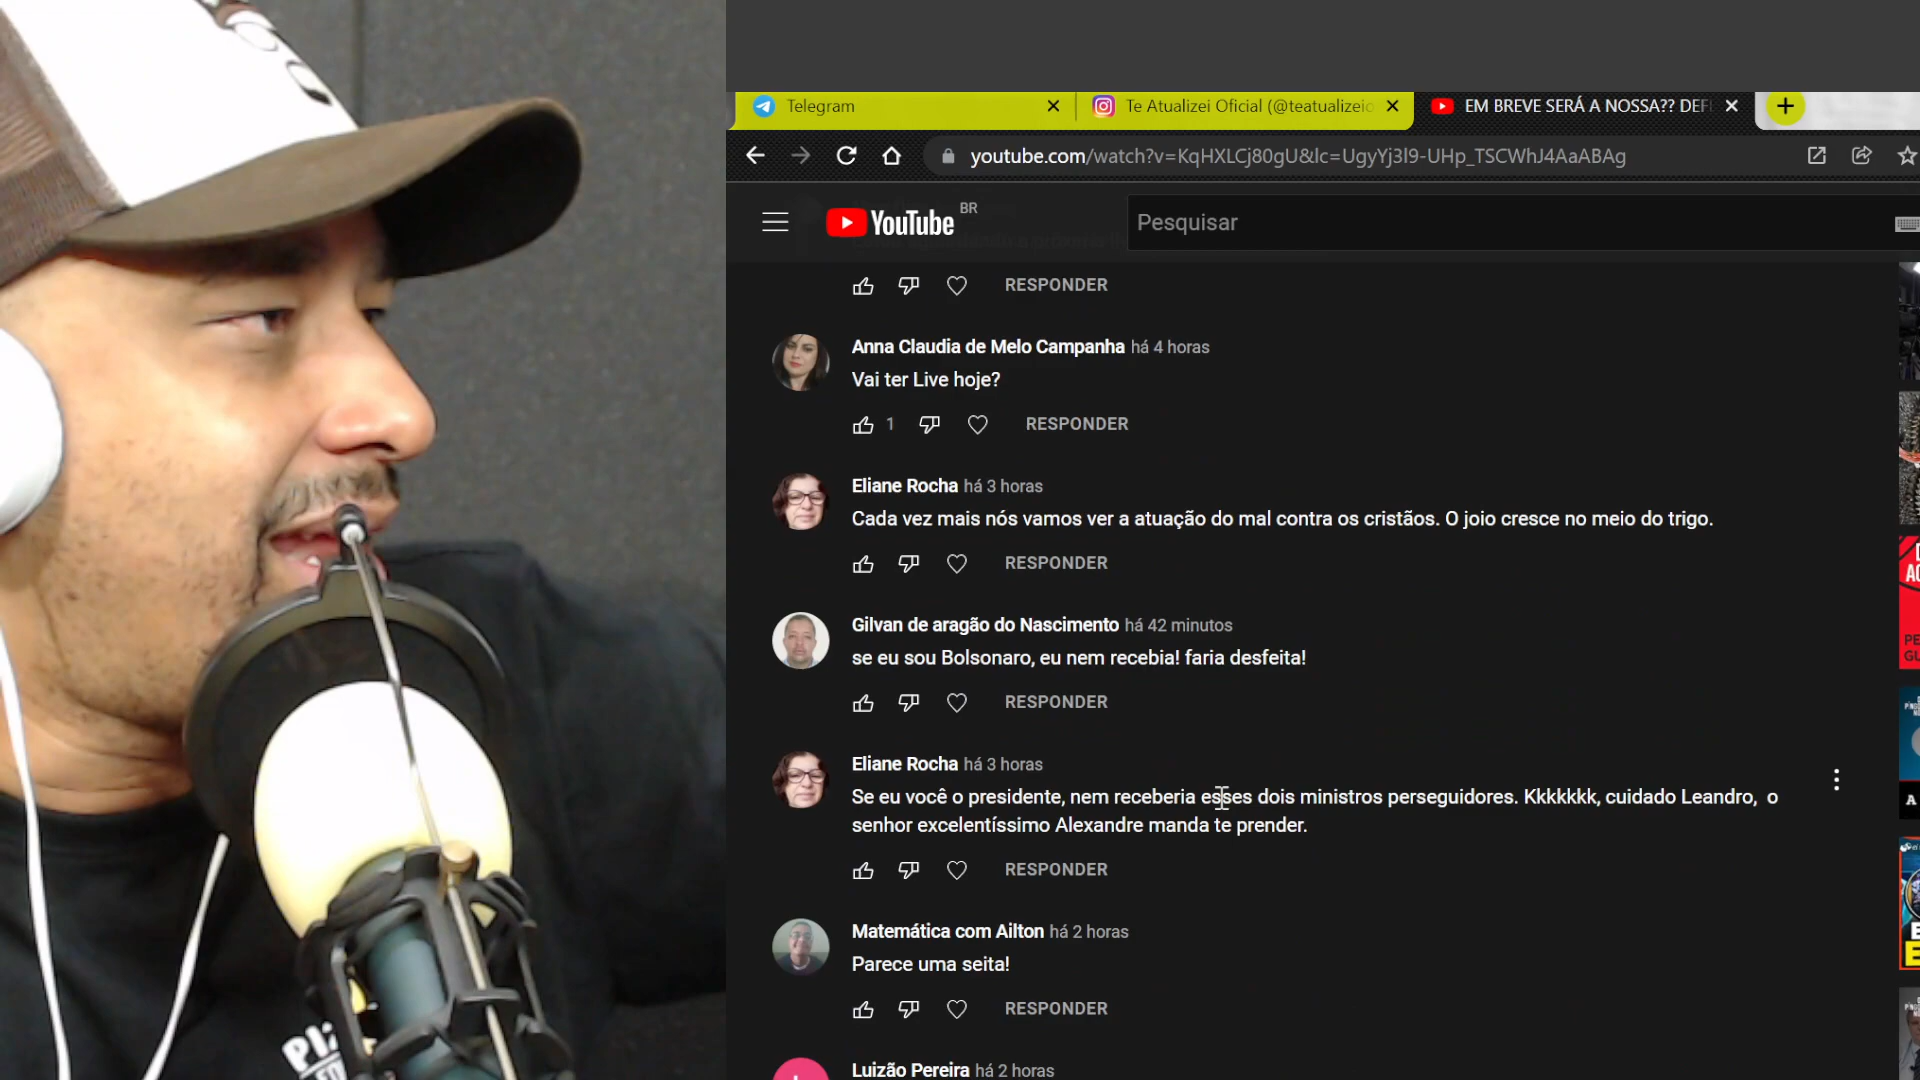 Telegram
Te Atualizei Oficial (@teatualizeio
EM BREVE SERÁ A NOSSA?? DEF
youtube.com/watch?v=KqHXLCj80gU&lc=UgyYj3l9-UHp_TSCWhJ4AaABAg
YouTube BR
Pesquisar
RESPONDER
Anna Claudia de Melo Campanha há 4 horas
Vai ter Live hoje?
1 RESPONDER
Eliane Rocha há 3 horas
Cada vez mais nós vamos ver a atuação do mal contra os cristãos. O joio cresce no meio do trigo.
RESPONDER
Gilvan de aragão do Nascimento há 42 minutos
se eu sou Bolsonaro, eu nem recebia! faria desfeita!
RESPONDER
Eliane Rocha há 3 horas
Se eu você o presidente, nem receberia esses dois ministros perseguidores. Kkkkkkk, cuidado Leandro, o
senhor excelentíssimo Alexandre manda te prender.
RESPONDER
Matemática com Ailton há 2 horas
Parece uma seita!
RESPONDER
Luizão Pereira há 2 horas